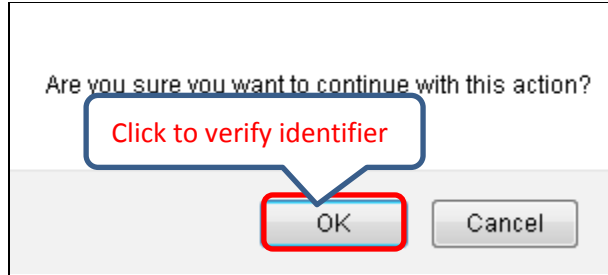 Are you sure you want to continue with this action?
Click to verify identifier
OK Cancel